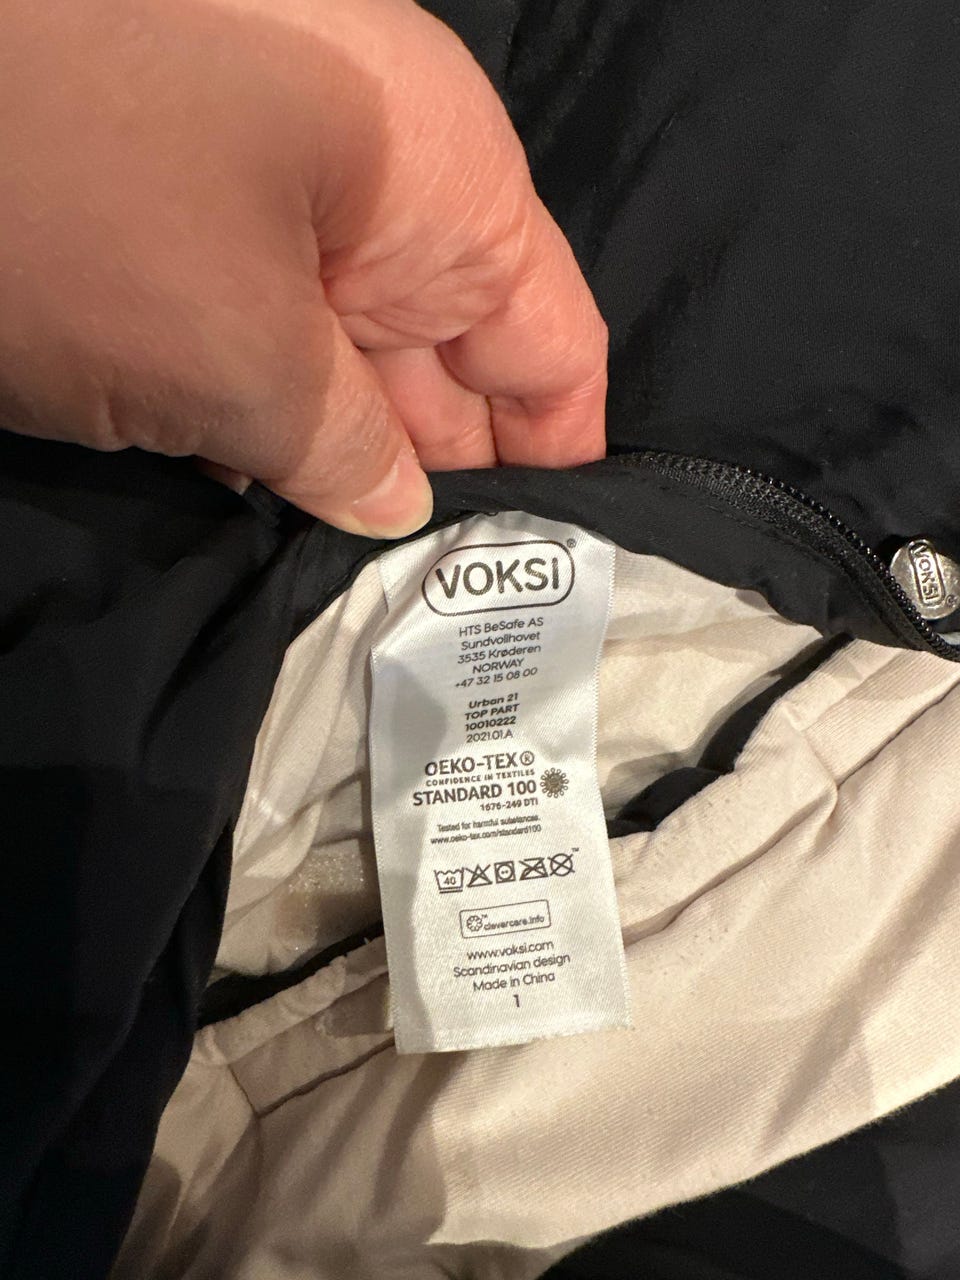 VOKSI®
HTS BeSafe AS
Sundvollhovet
3535 Krøderen
NORWAY
+47 32 15 08 00
Urban 21
TOP PART
10010222
2021.01.A
OEKO-TEX®
CONFIDENCE IN TEXTILES
STANDARD 100
1676-249 DTI
Tested for harmful substances.
www.oeko-tex.com/standard100
40
™
clevercare.info
www.voksi.com
Scandinavian design
Made in China
1
VOKSI®